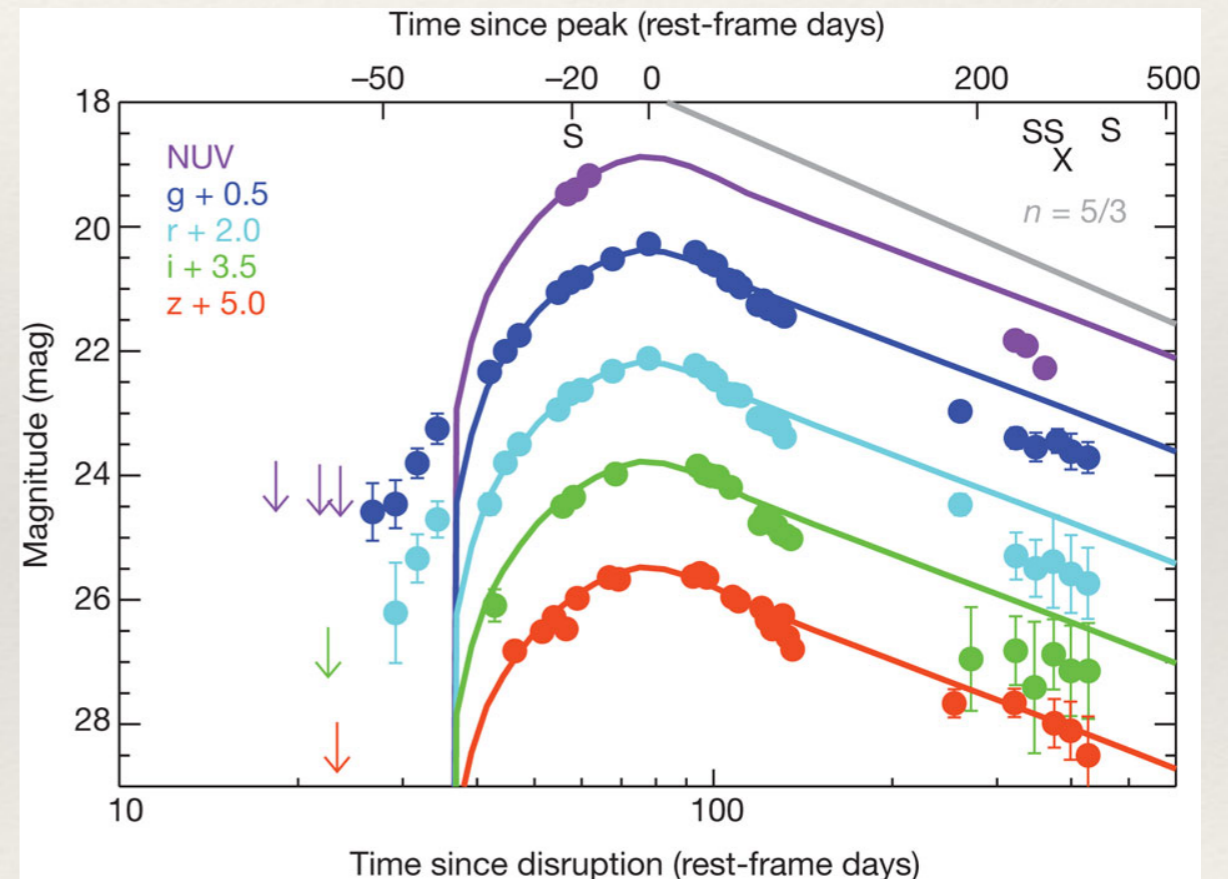 Time since peak (rest-frame days)
−50 −20 0 200 500
18
S SS S
X
NUV
g + 0.5
r + 2.0
i + 3.5
z + 5.0
n = 5/3
20
22
24
26
28
Magnitude (mag)
10 100
Time since disruption (rest-frame days)